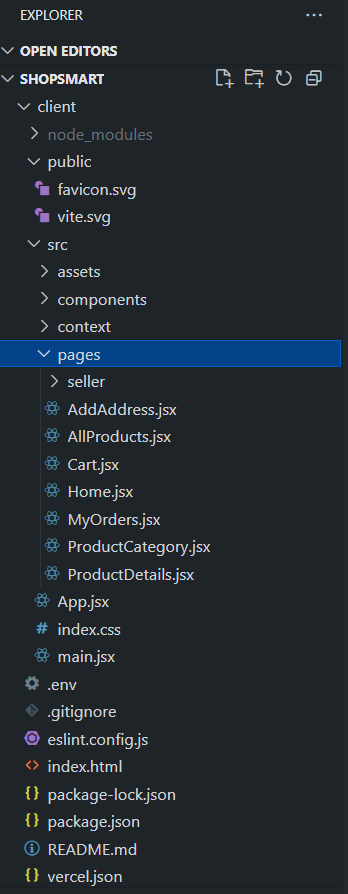 EXPLORER
OPEN EDITORS
SHOPSMART
client
node_modules
public
favicon.svg
vite.svg
src
assets
components
context
pages
seller
AddAddress.jsx
AllProducts.jsx
Cart.jsx
Home.jsx
MyOrders.jsx
ProductCategory.jsx
ProductDetails.jsx
App.jsx
index.css
main.jsx
.env
.gitignore
eslint.config.js
index.html
package-lock.json
package.json
README.md
vercel.json